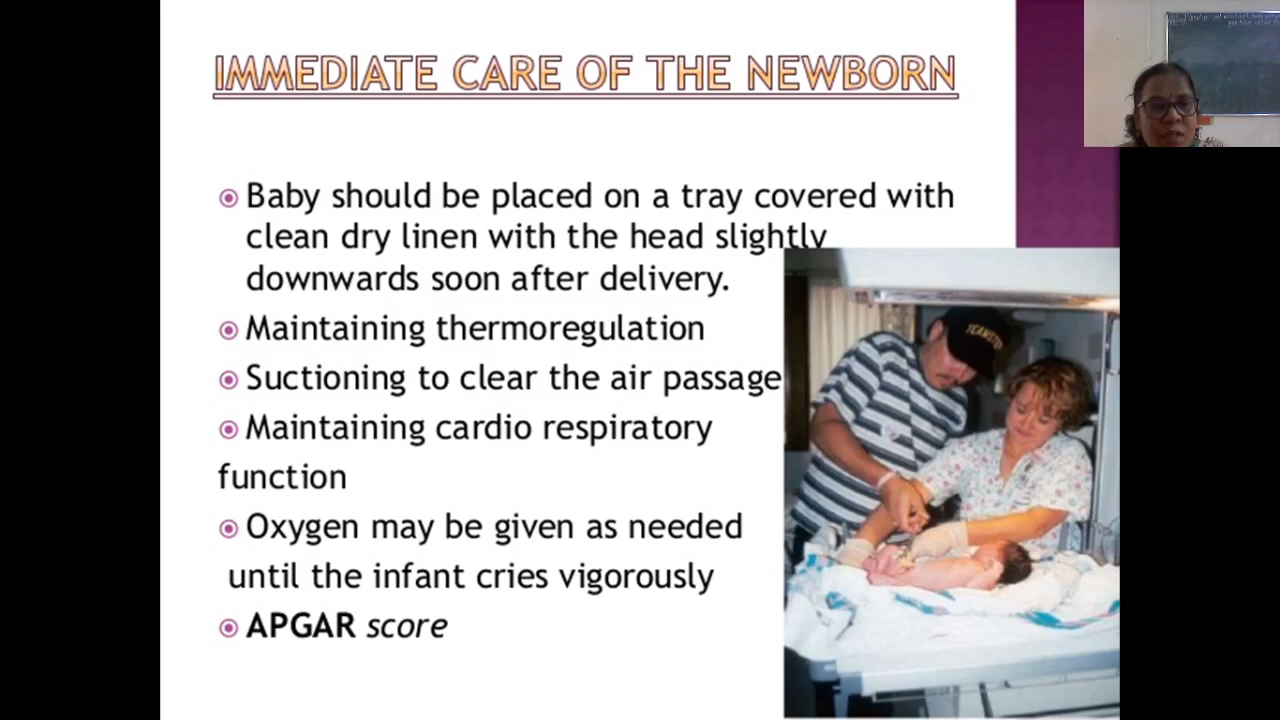 IMMEDIATE CARE OF THE NEWBORN
Baby should be placed on a tray covered with
clean dry linen with the head slightly
downwards soon after delivery.
Maintaining thermoregulation
Suctioning to clear the air passage
Maintaining cardio respiratory
function
Oxygen may be given as needed
until the infant cries vigorously
APGAR score